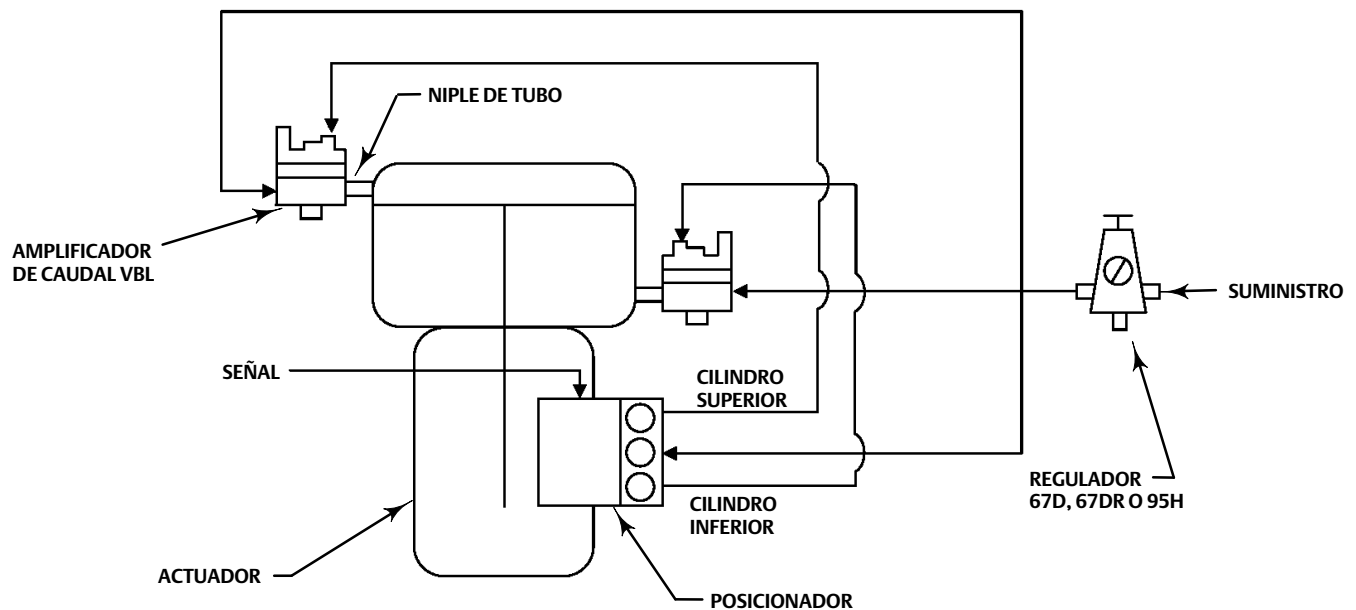 NIPLE DE TUBO
AMPLIFICADOR
DE CAUDAL VBL
SUMINISTRO
SEÑAL
CILINDRO
SUPERIOR
REGULADOR
67D, 67DR O 95H
CILINDRO
INFERIOR
ACTUADOR
POSICIONADOR